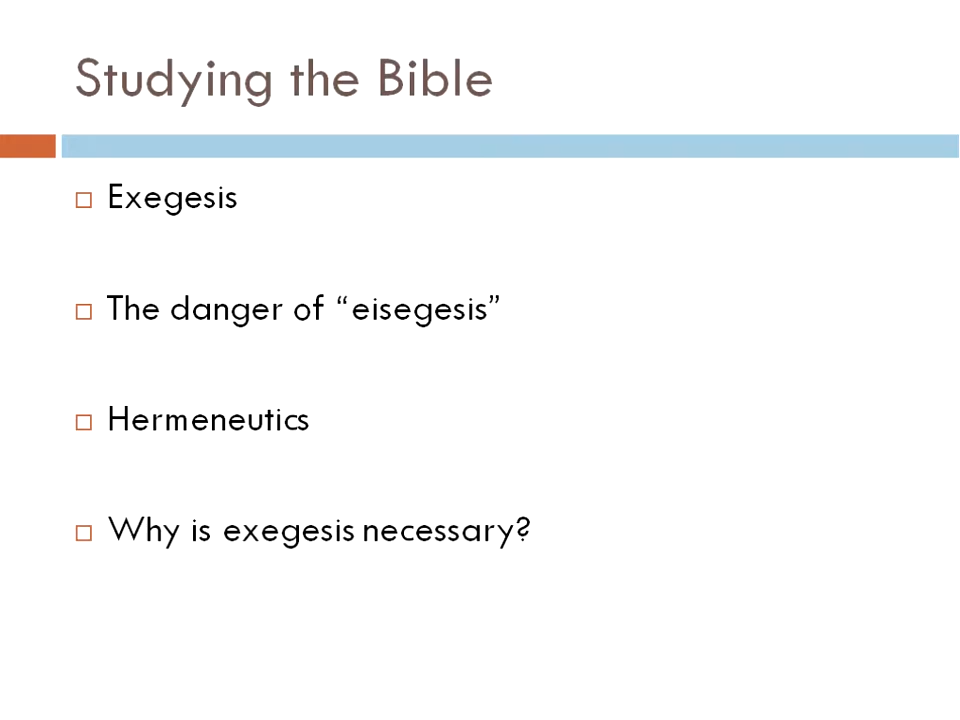 Studying the Bible
Exegesis
The danger of “eisegesis”
Hermeneutics
Why is exegesis necessary?